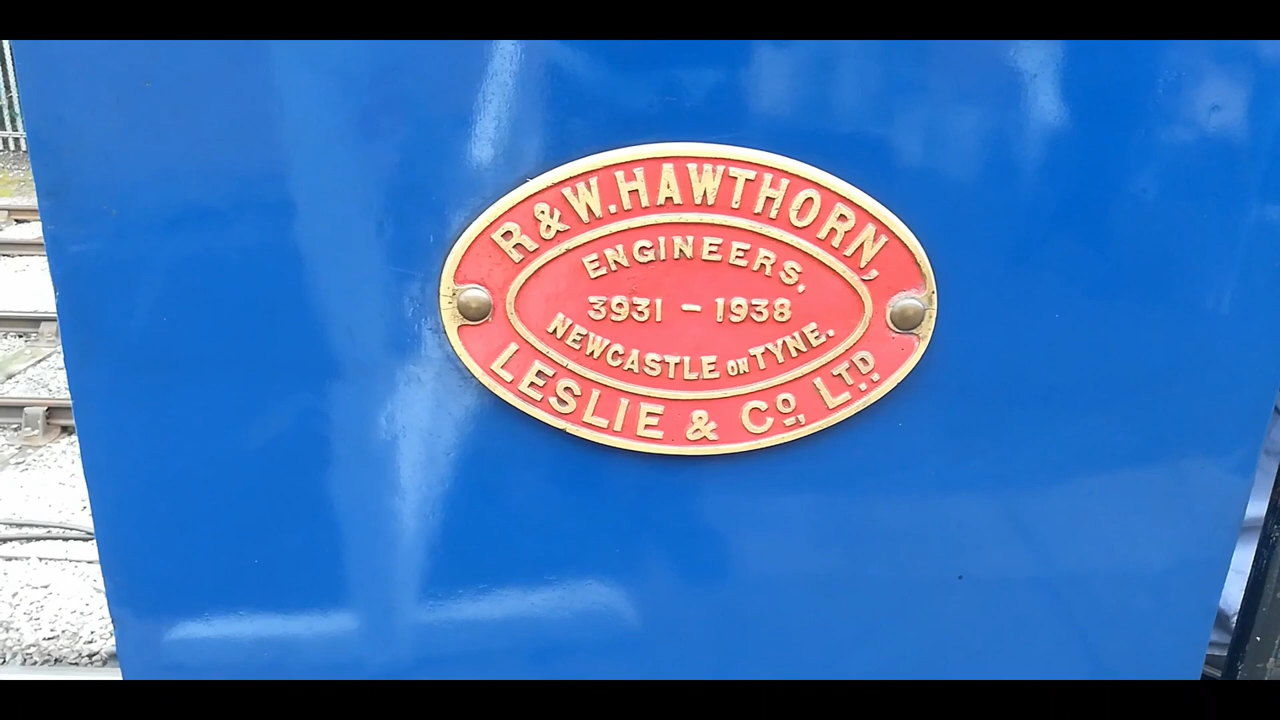 R & W. HAWTHORN,
ENGINEERS,
3931 - 1938
NEWCASTLE ON TYNE.
LESLIE & Co, LTD